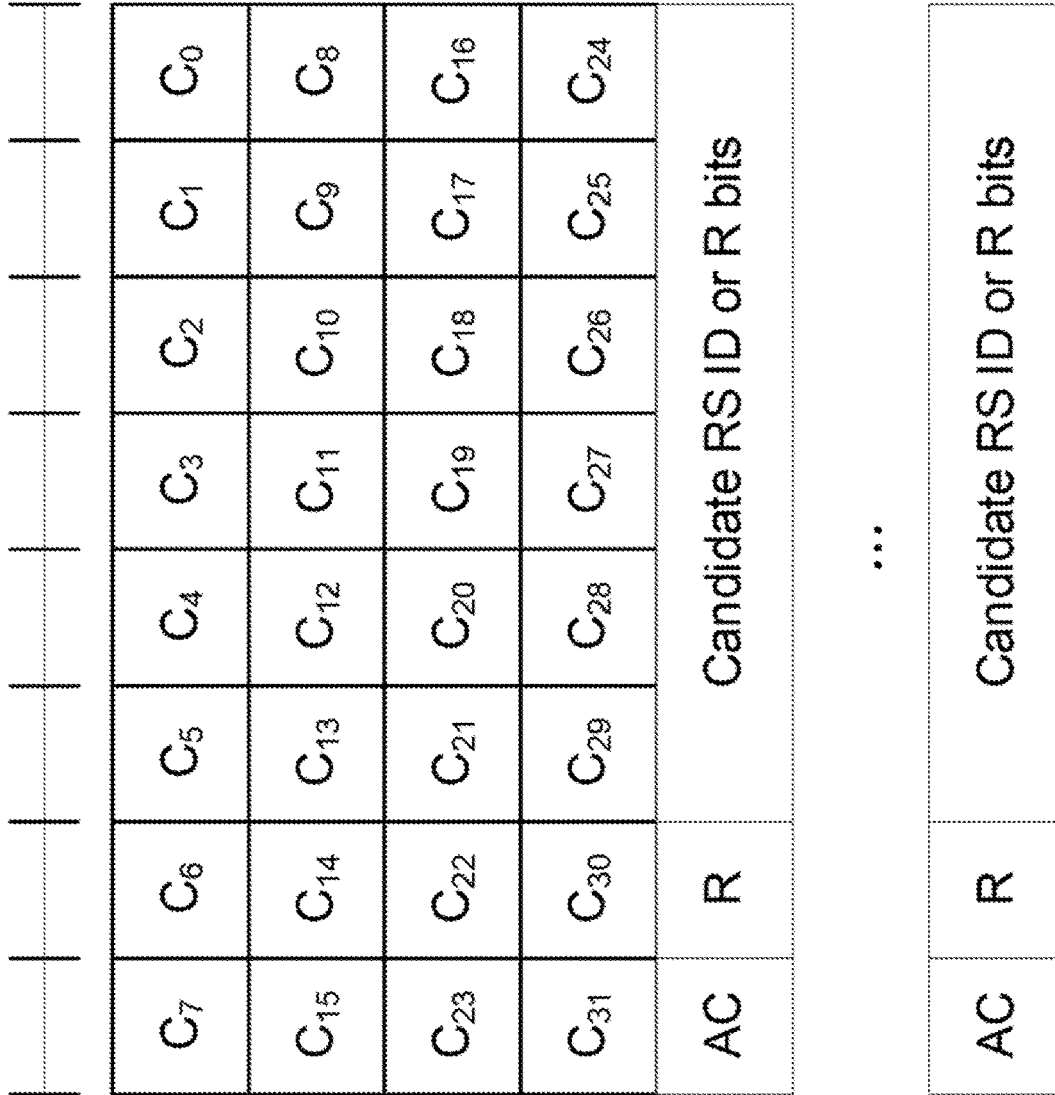 C₇ C₆ C₅ C₄ C₃ C₂ C₁ C₀
C₁₅ C₁₄ C₁₃ C₁₂ C₁₁ C₁₀ C₉ C₈
C₂₃ C₂₂ C₂₁ C₂₀ C₁₉ C₁₈ C₁₇ C₁₆
C₃₁ C₃₀ C₂₉ C₂₈ C₂₇ C₂₆ C₂₅ C₂₄
AC R Candidate RS ID or R bits
...
AC R Candidate RS ID or R bits